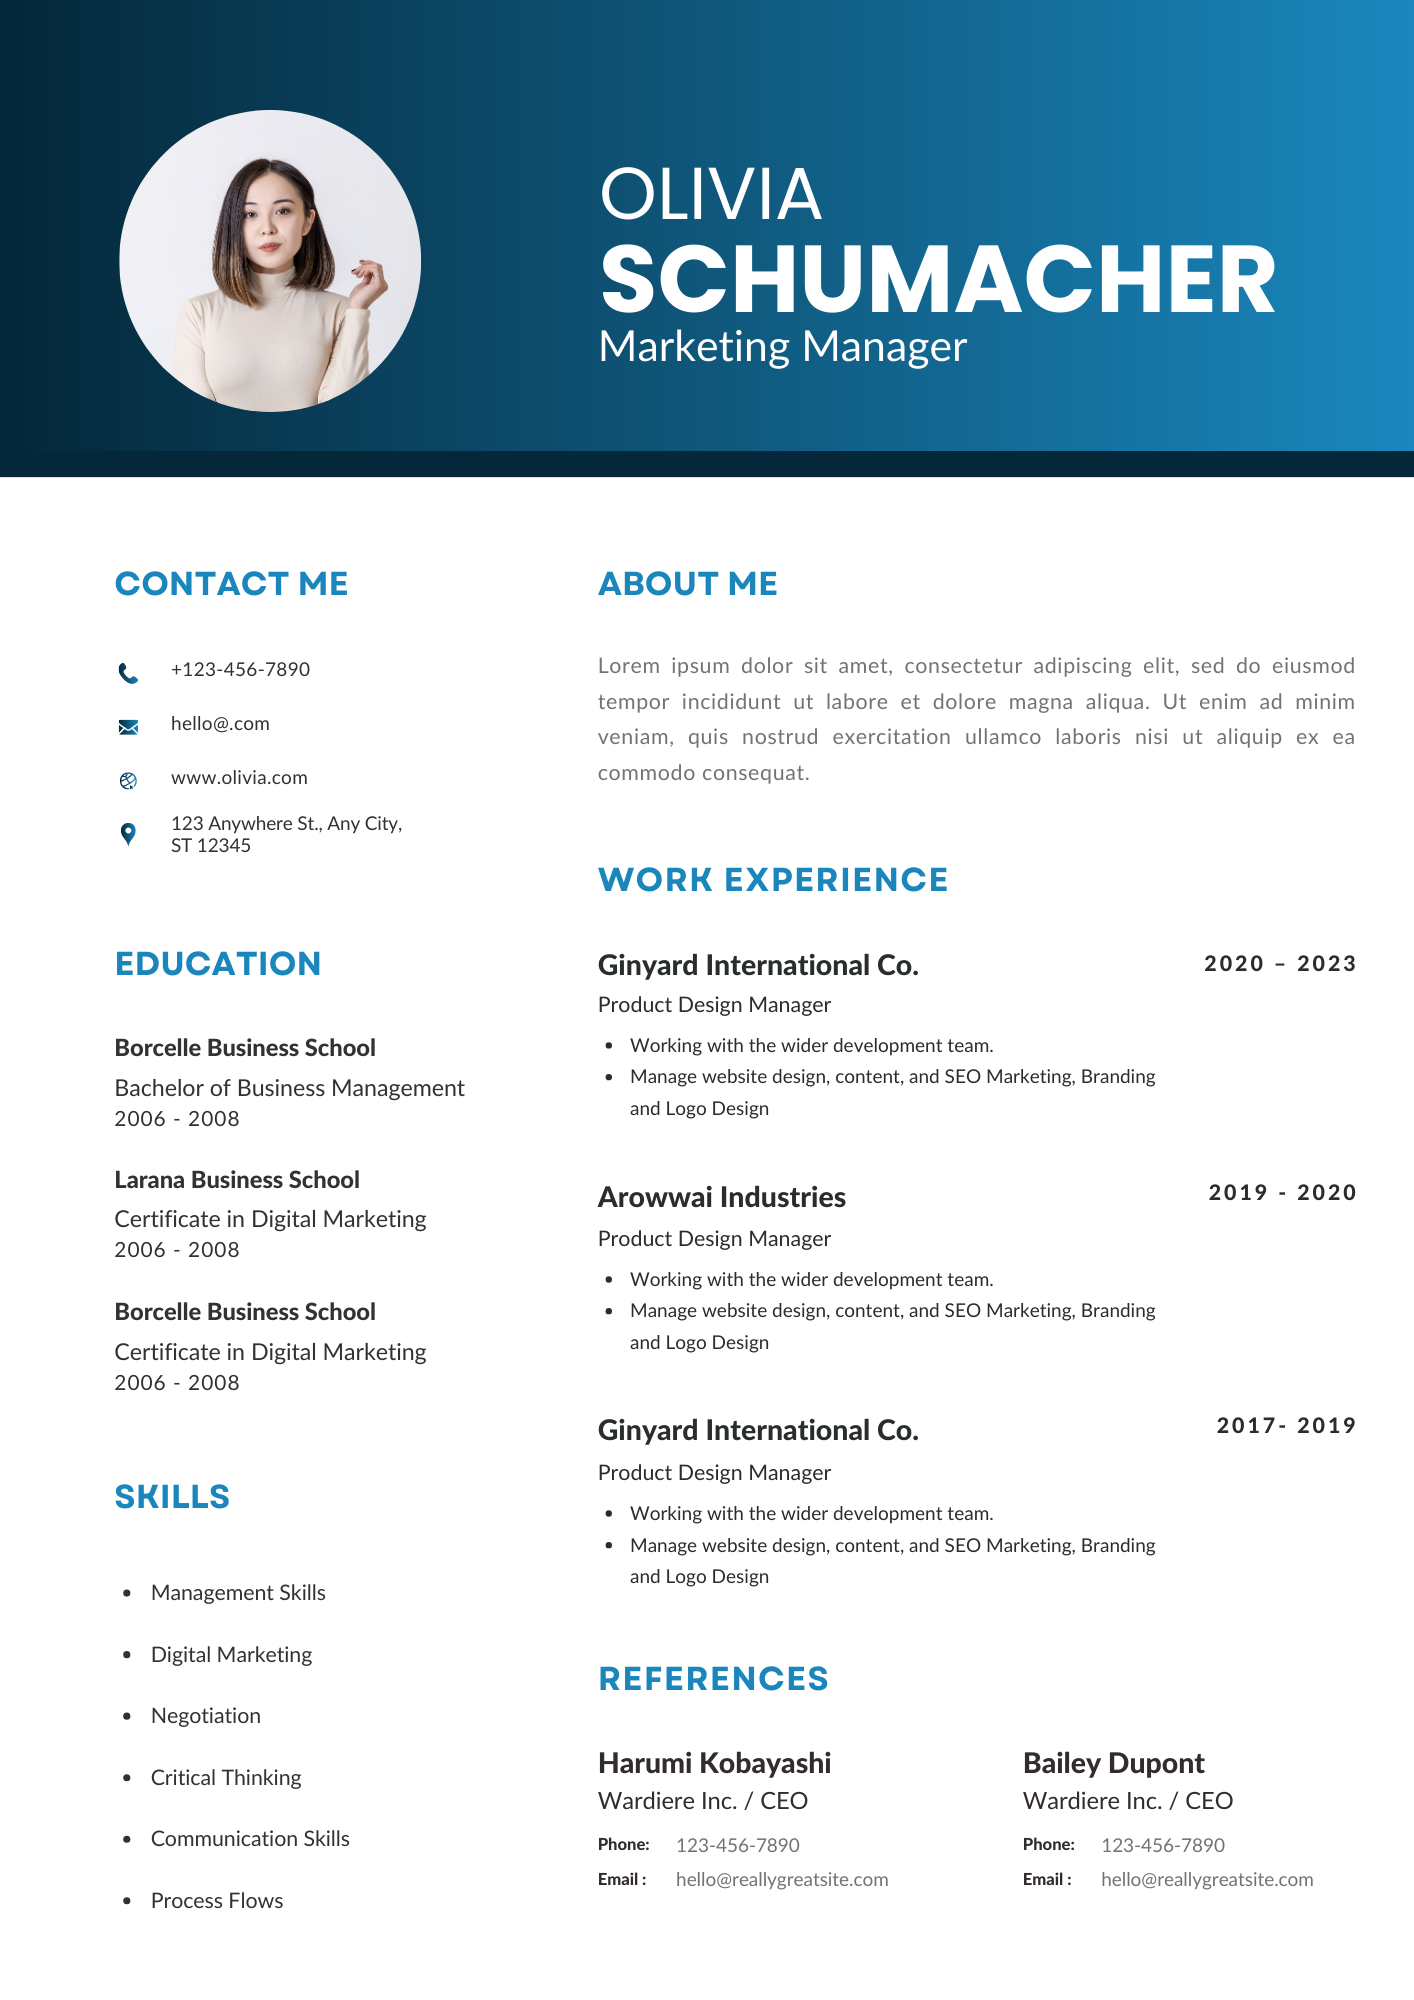 OLIVIA
SCHUMACHER
Marketing Manager
CONTACT ME
+123-456-7890
hello@.com
www.olivia.com
123 Anywhere St., Any City,
ST 12345
EDUCATION
Borcelle Business School
Bachelor of Business Management
2006 - 2008
Larana Business School
Certificate in Digital Marketing
2006 - 2008
Borcelle Business School
Certificate in Digital Marketing
2006 - 2008
SKILLS
• Management Skills
• Digital Marketing
• Negotiation
• Critical Thinking
• Communication Skills
• Process Flows
ABOUT ME
Lorem ipsum dolor sit amet, consectetur adipiscing elit, sed do eiusmod
tempor incididunt ut labore et dolore magna aliqua. Ut enim ad minim
veniam, quis nostrud exercitation ullamco laboris nisi ut aliquip ex ea
commodo consequat.
WORK EXPERIENCE
Ginyard International Co. 2020 – 2023
Product Design Manager
• Working with the wider development team.
• Manage website design, content, and SEO Marketing, Branding
and Logo Design
Arowwai Industries 2019 - 2020
Product Design Manager
• Working with the wider development team.
• Manage website design, content, and SEO Marketing, Branding
and Logo Design
Ginyard International Co. 2017- 2019
Product Design Manager
• Working with the wider development team.
• Manage website design, content, and SEO Marketing, Branding
and Logo Design
REFERENCES
Harumi Kobayashi
Wardiere Inc. / CEO
Phone: 123-456-7890
Email : hello@reallygreatsite.com
Bailey Dupont
Wardiere Inc. / CEO
Phone: 123-456-7890
Email : hello@reallygreatsite.com